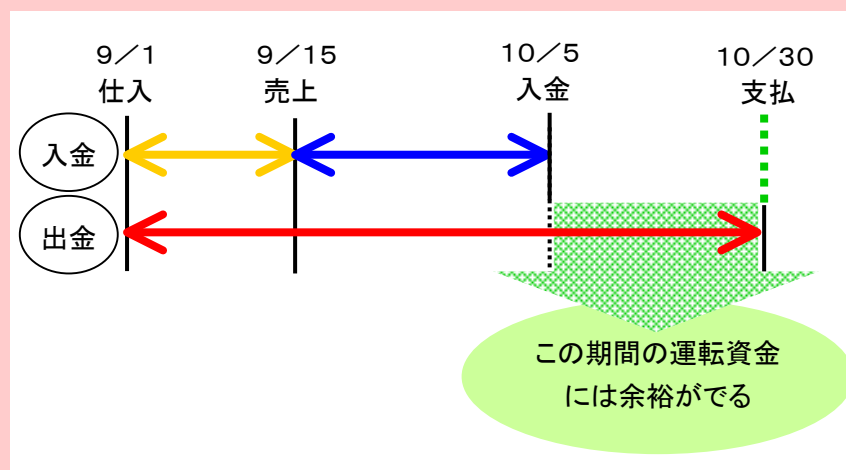 9／1
仕入
9／15
売上
10／5
入金
10／30
支払
入金
出金
この期間の運転資金
には余裕がでる